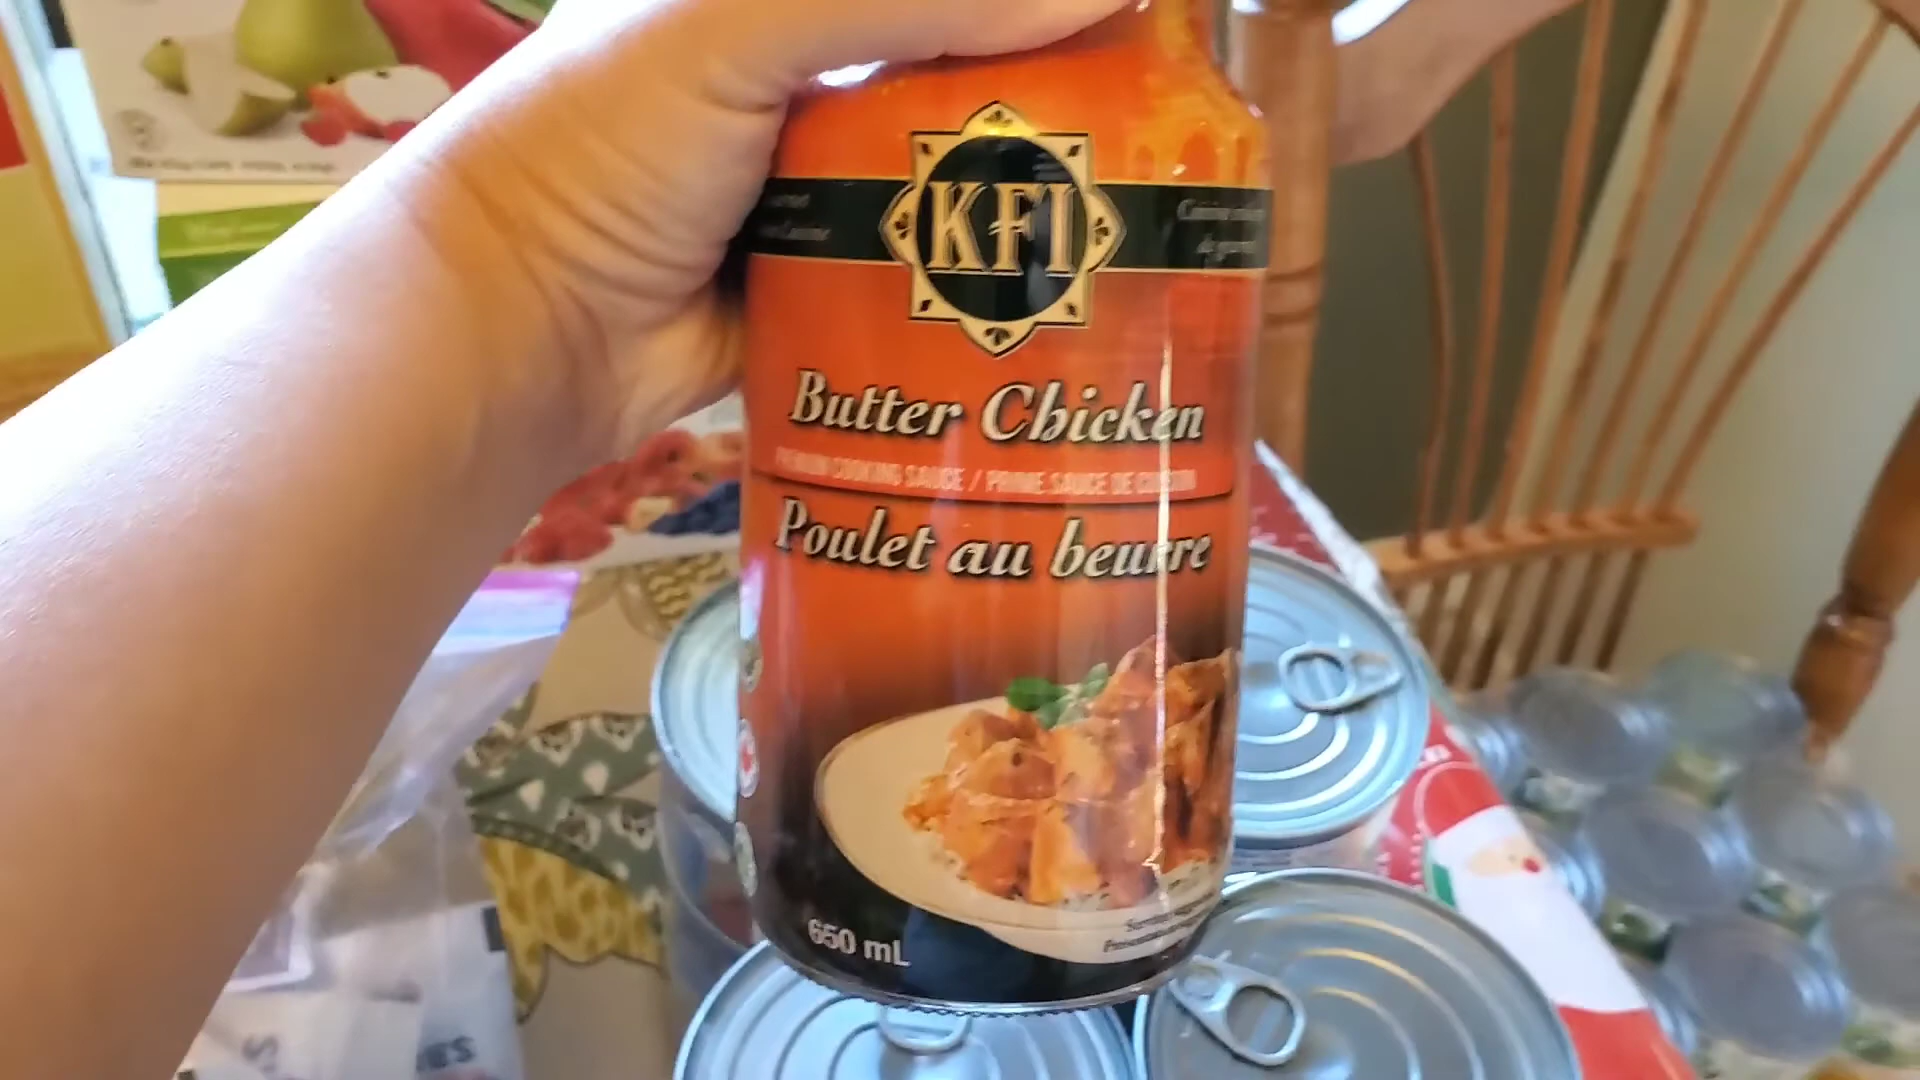 KFI
Butter Chicken
PREMIUM COOKING SAUCE / PRIME SAUCE DE CUISSON
Poulet au beurre
650 mL